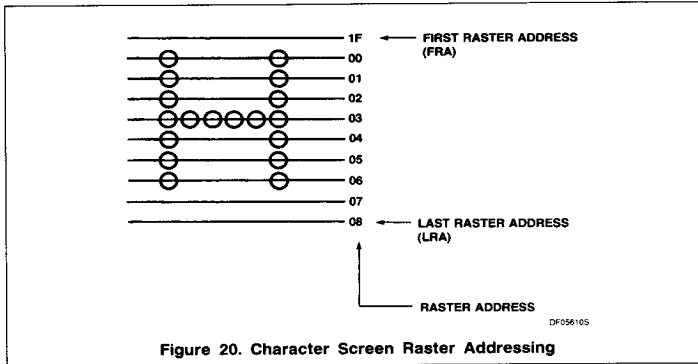 1F FIRST RASTER ADDRESS
(FRA)
00
01
02
03
04
05
06
07
08 LAST RASTER ADDRESS
(LRA)
RASTER ADDRESS
DF05610S
Figure 20. Character Screen Raster Addressing